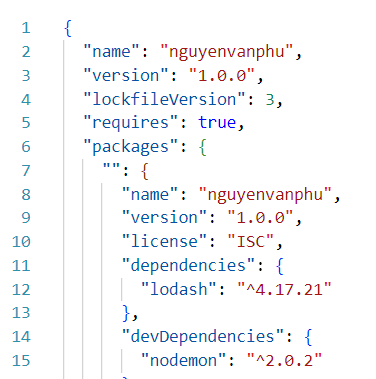 1 {
2 "name": "nguyenvanphu",
3 "version": "1.0.0",
4 "lockfileVersion": 3,
5 "requires": true,
6 "packages": {
7 "": {
8 "name": "nguyenvanphu",
9 "version": "1.0.0",
10 "license": "ISC",
11 "dependencies": {
12 "lodash": "^4.17.21"
13 },
14 "devDependencies": {
15 "nodemon": "^2.0.2"